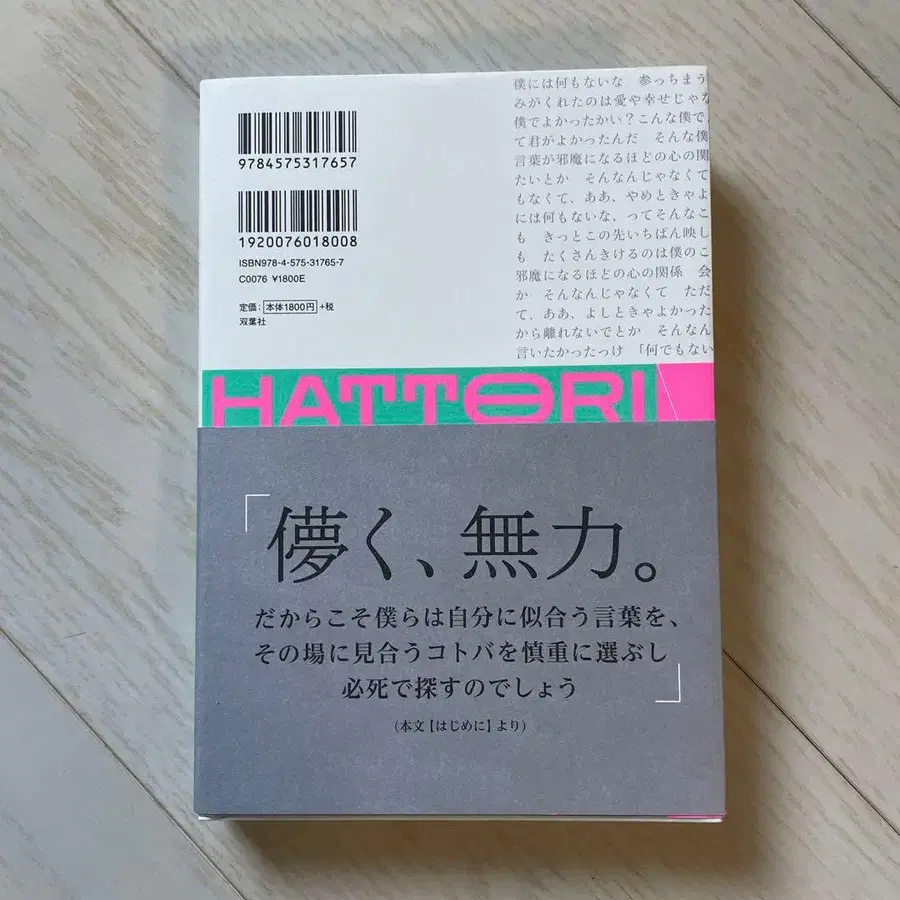 9784575317657
1920076018008
ISBN978-4-575-31765-7
C0076 ¥1800E
定価：本体1800円+税
双葉社
僕には何もないな　参っちまう
みがくれたのは愛や幸せじゃな
僕でよかったかい？こんな僕で、
て君がよかったんだ　そんな僕
言葉が邪魔になるほどの心の関
たいとか　そんなんじゃなくて
もなくて、ああ、やめときゃよ
には何もないな、ってそんなこ
も　きっとこの先いちばん映し
も　たくさんきけるのは僕のこ
邪魔になるほどの心の関係　会
か　そんなんじゃなくて　ただ
て、ああ、よしときゃよかった
から離れないでとか　そんなん
言いたかったっけ　「何でもない
HATTORI
「儚く、無力。
だからこそ僕らは自分に似合う言葉を、
その場に見合うコトバを慎重に選ぶし
必死で探すのでしょう」
（本文【はじめに】より）